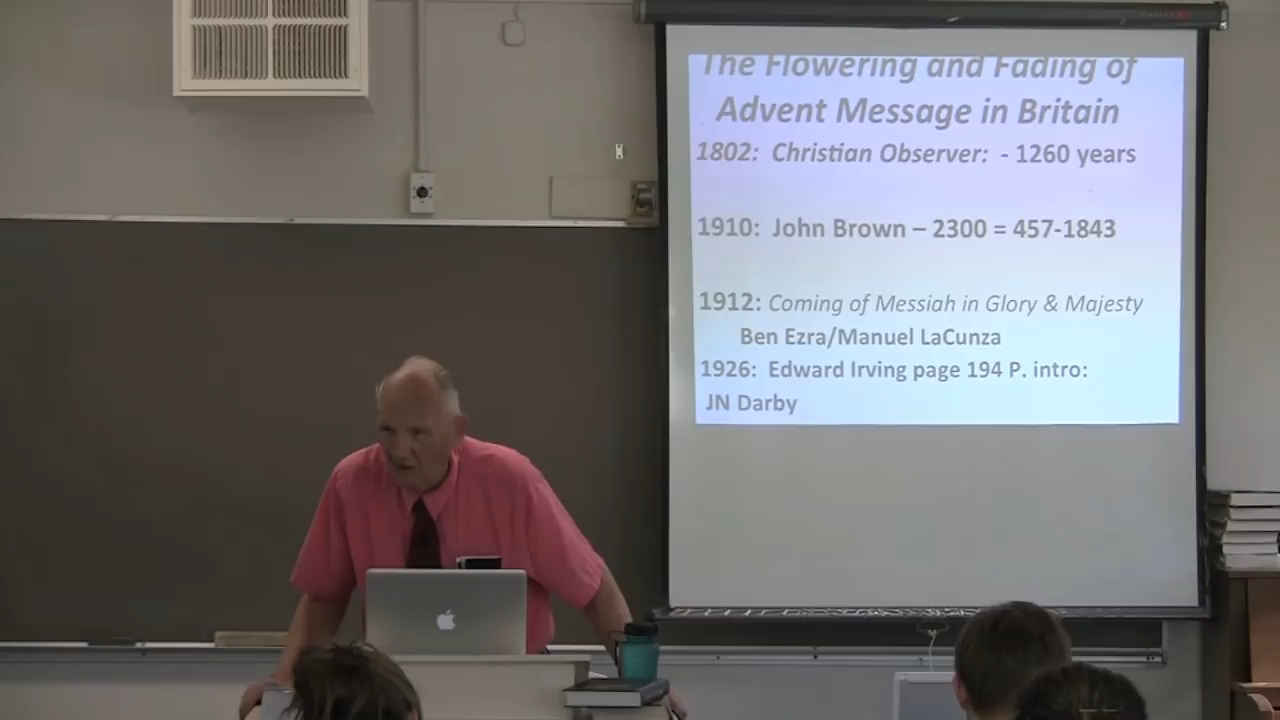 The Flowering and Fading of
Advent Message in Britain
1802: Christian Observer: - 1260 years
1910: John Brown – 2300 = 457-1843
1912: Coming of Messiah in Glory & Majesty
Ben Ezra/Manuel LaCunza
1926: Edward Irving page 194 P. intro:
JN Darby